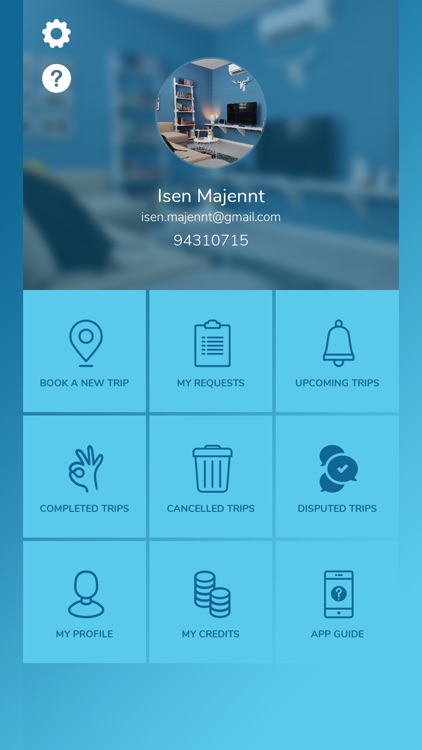 Isen Majennt
isen.majennt@gmail.com
94310715
BOOK A NEW TRIP
MY REQUESTS
UPCOMING TRIPS
COMPLETED TRIPS
CANCELLED TRIPS
DISPUTED TRIPS
MY PROFILE
MY CREDITS
APP GUIDE